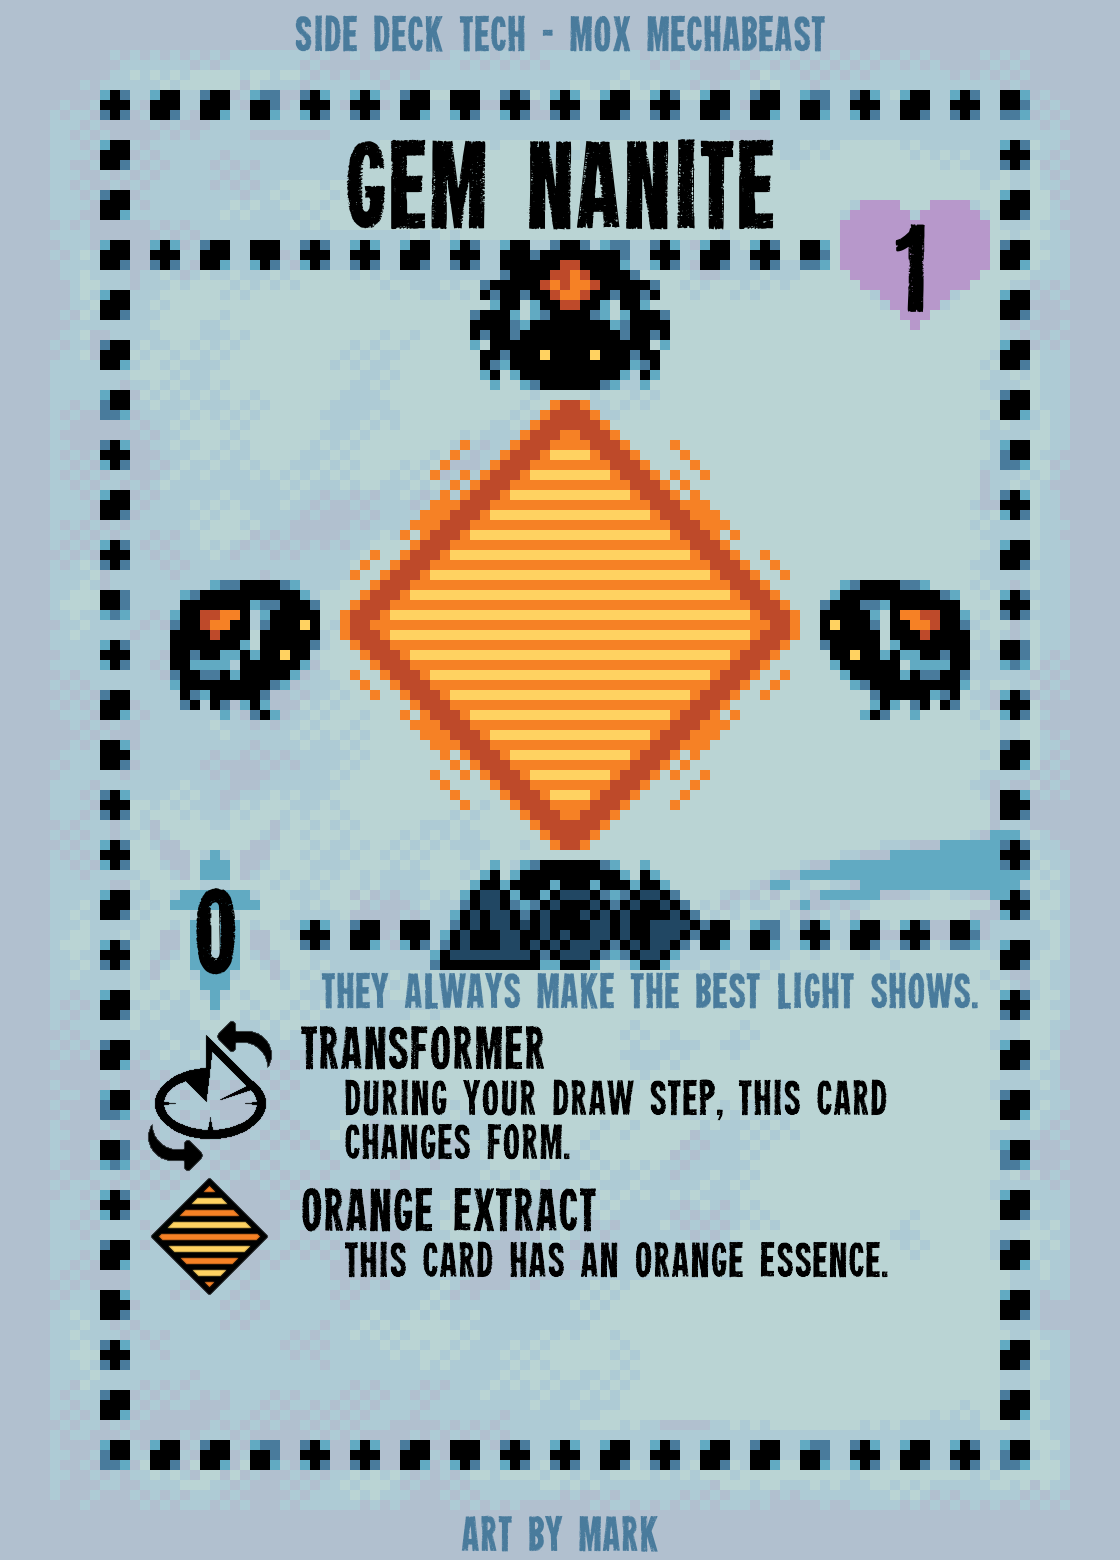 SIDE DECK TECH - MOX MECHABEAST
GEM NANITE
1
0
THEY ALWAYS MAKE THE BEST LIGHT SHOWS.
TRANSFORMER
DURING YOUR DRAW STEP, THIS CARD
CHANGES FORM.
ORANGE EXTRACT
THIS CARD HAS AN ORANGE ESSENCE.
ART BY MARK